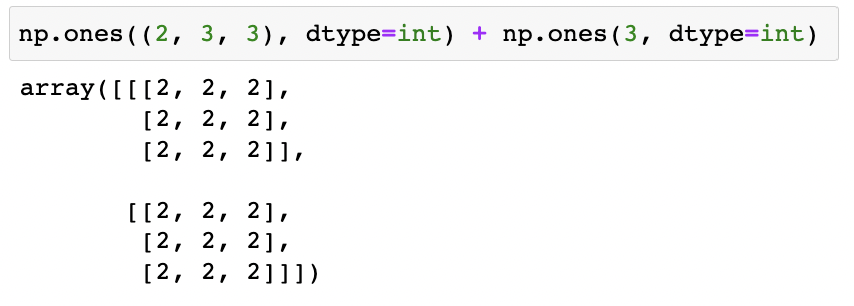 np.ones((2, 3, 3), dtype=int) + np.ones(3, dtype=int)
array([[[2, 2, 2],
        [2, 2, 2],
        [2, 2, 2]],

       [[2, 2, 2],
        [2, 2, 2],
        [2, 2, 2]]])